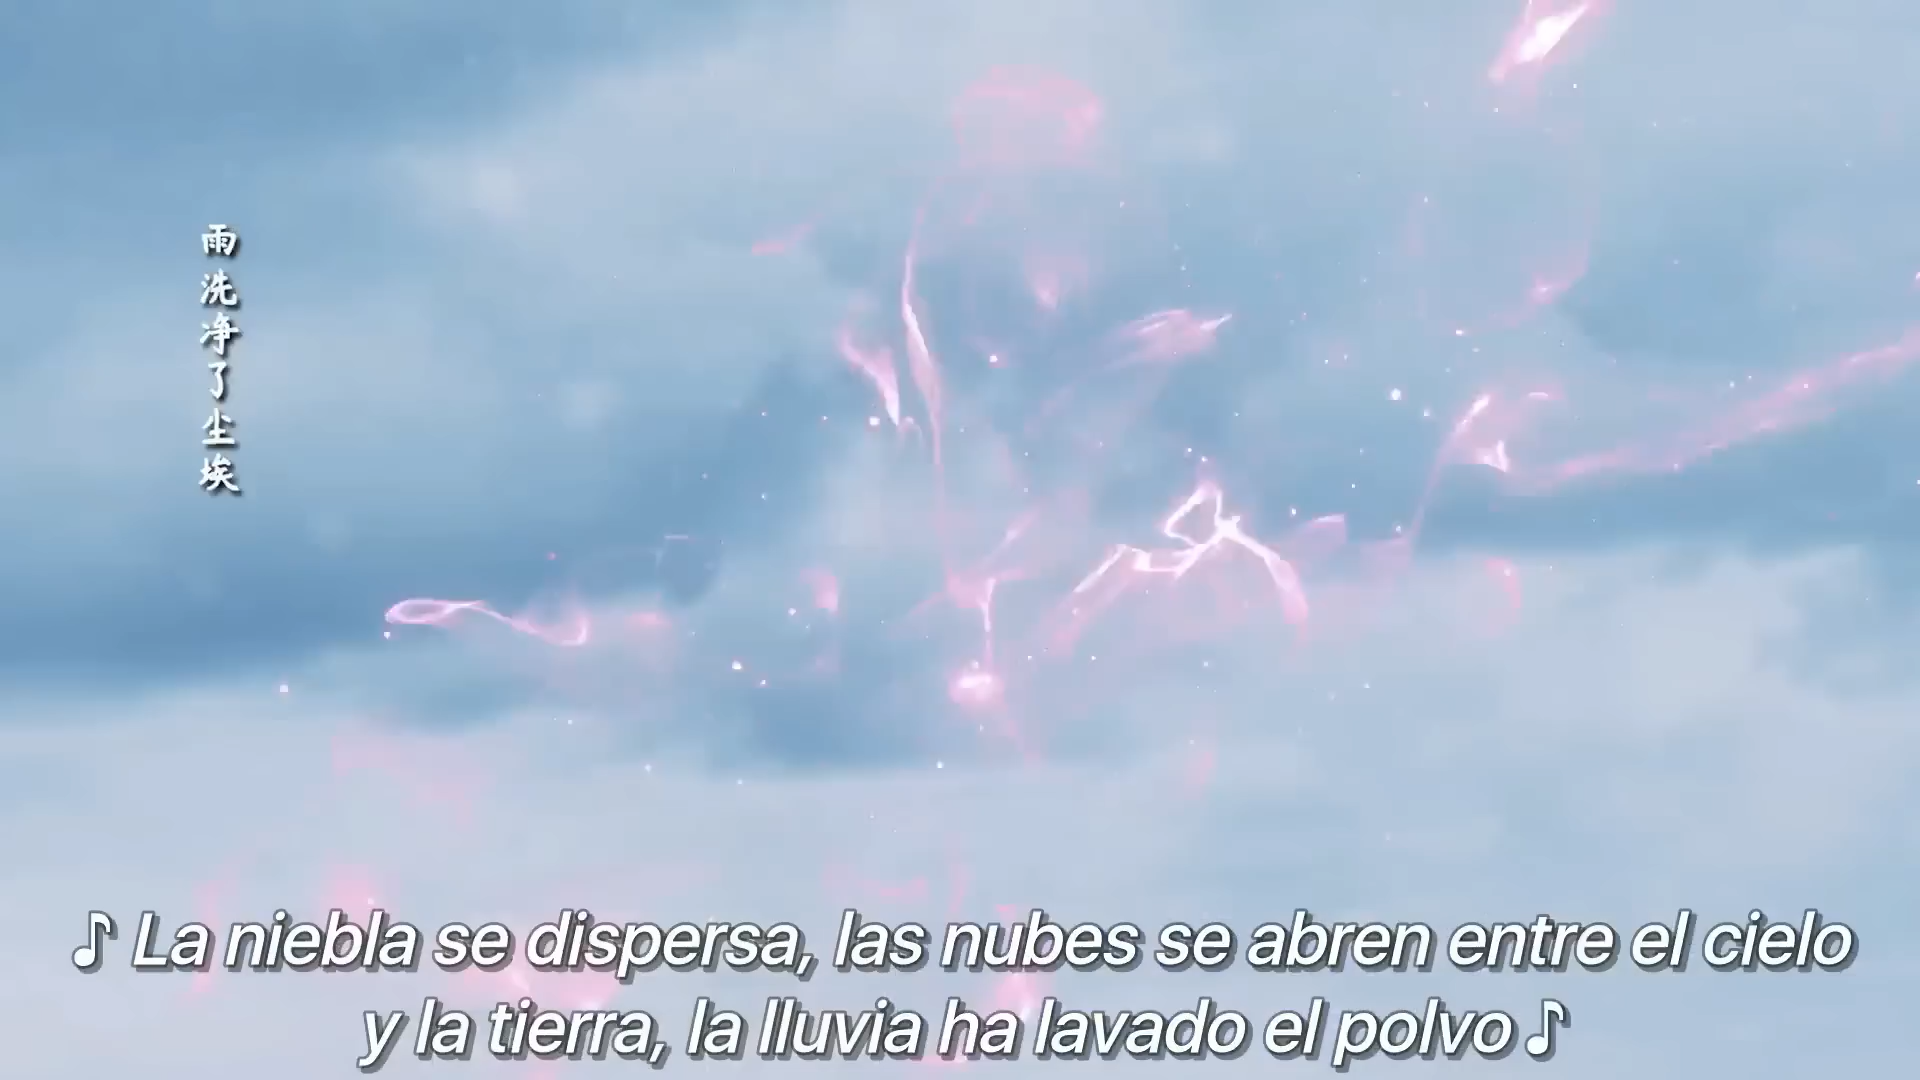 雨洗净了尘埃
♪ La niebla se dispersa, las nubes se abren entre el cielo
y la tierra, la lluvia ha lavado el polvo ♪